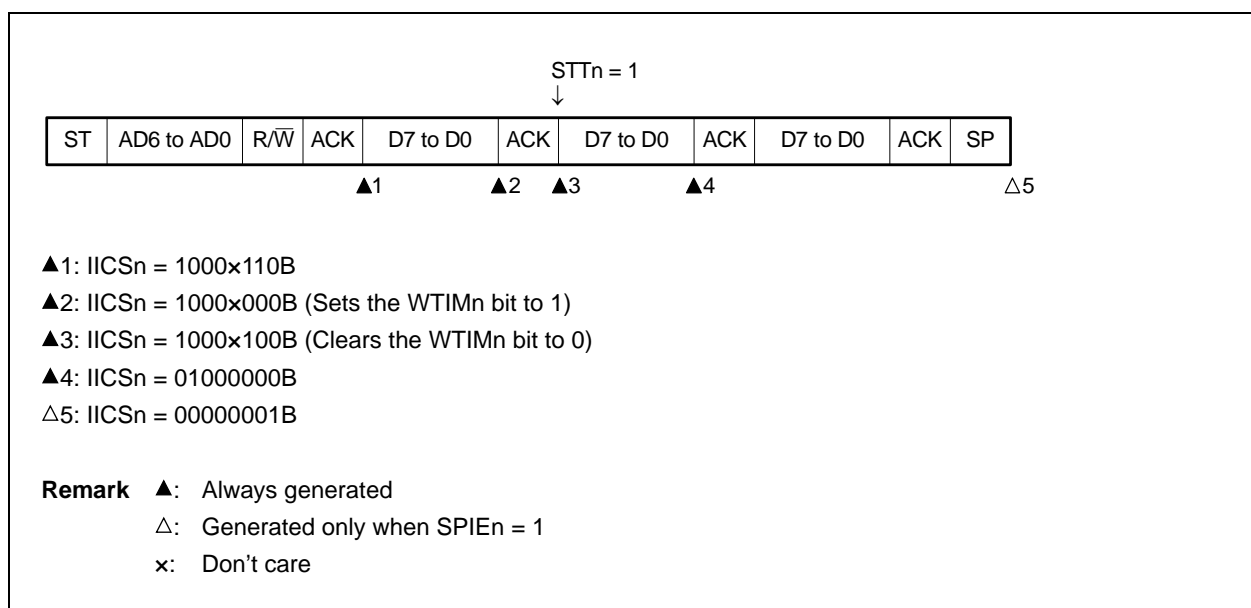 STTn = 1
↓
ST AD6 to AD0 R/W̅ ACK D7 to D0 ACK D7 to D0 ACK D7 to D0 ACK SP
▲1 ▲2 ▲3 ▲4 △5
▲1: IICSn = 1000×110B
▲2: IICSn = 1000×000B (Sets the WTIMn bit to 1)
▲3: IICSn = 1000×100B (Clears the WTIMn bit to 0)
▲4: IICSn = 01000000B
△5: IICSn = 00000001B
Remark ▲: Always generated
△: Generated only when SPIEn = 1
×: Don't care